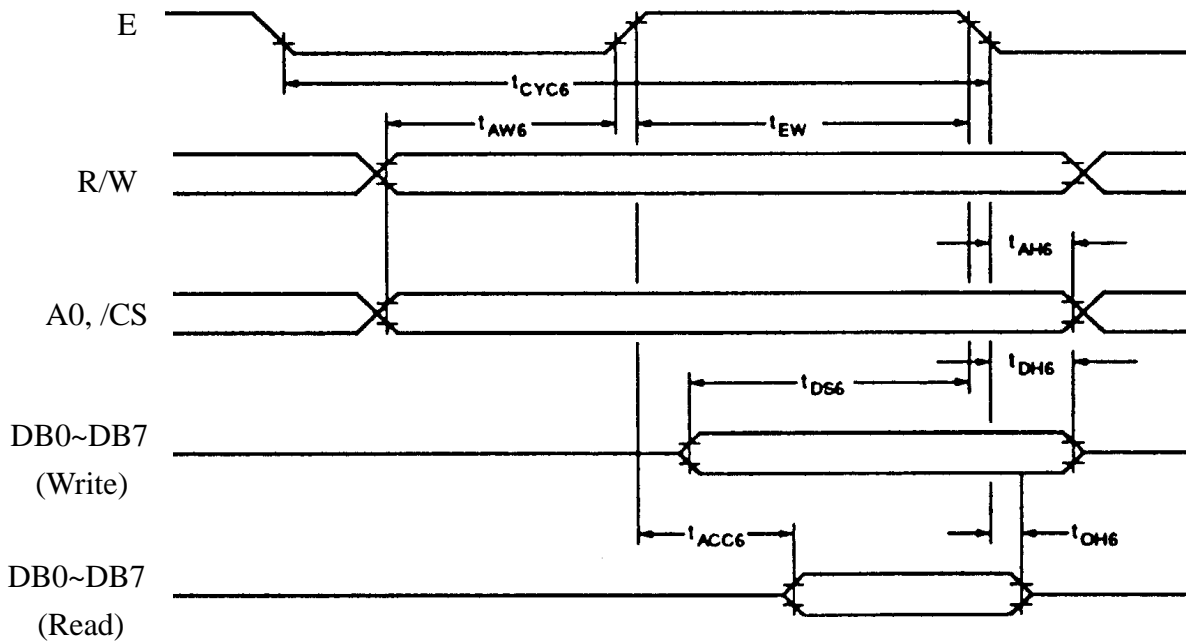 E
tCYC6
tAW6
tEW
R/W
tAH6
A0, /CS
tDH6
tDS6
DB0~DB7
(Write)
tACC6
tOH6
DB0~DB7
(Read)